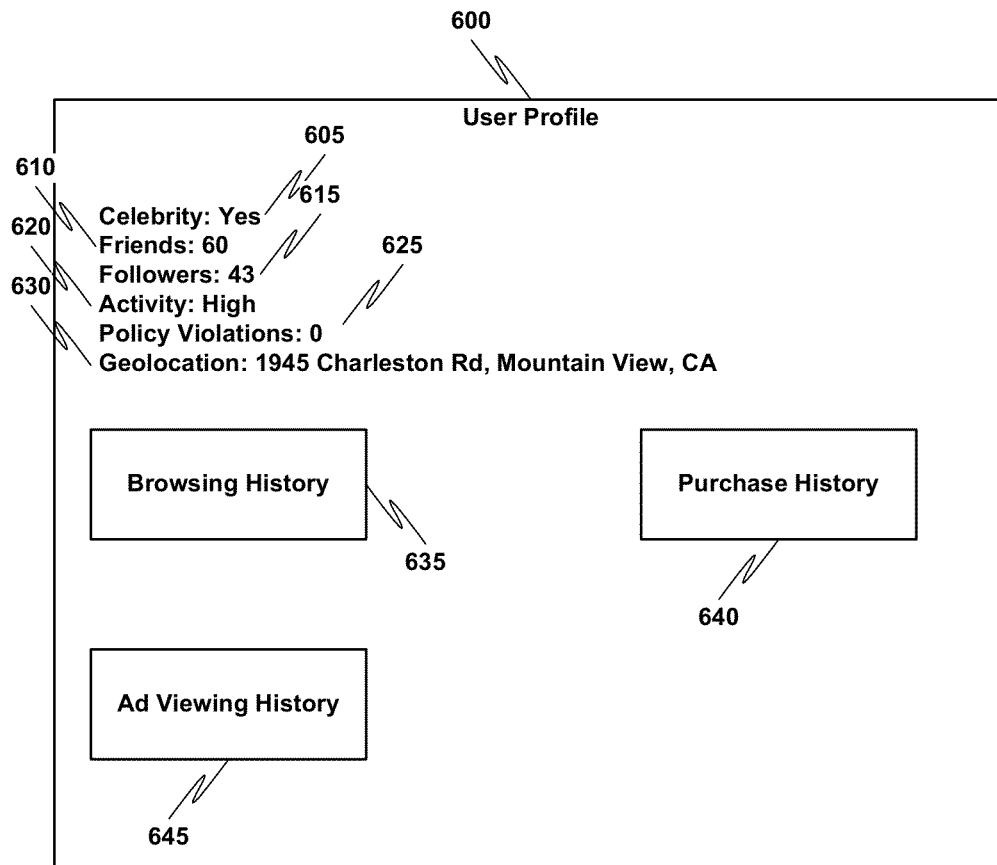 600
User Profile
605
610
615
Celebrity: Yes
620
Friends: 60
625
Followers: 43
630
Activity: High
Policy Violations: 0
Geolocation: 1945 Charleston Rd, Mountain View, CA
Browsing History
Purchase History
635
640
Ad Viewing History
645